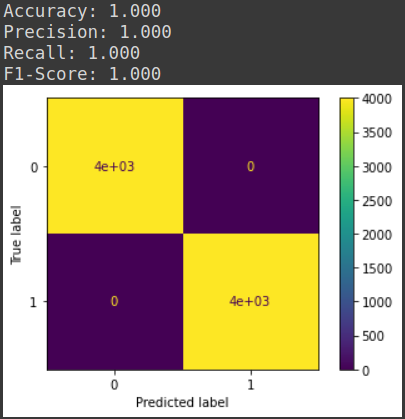 Accuracy: 1.000
Precision: 1.000
Recall: 1.000
F1-Score: 1.000
4000
3500
3000
2500
2000
1500
1000
500
0
True label
0
1
4e+03
0
0
4e+03
0
1
Predicted label